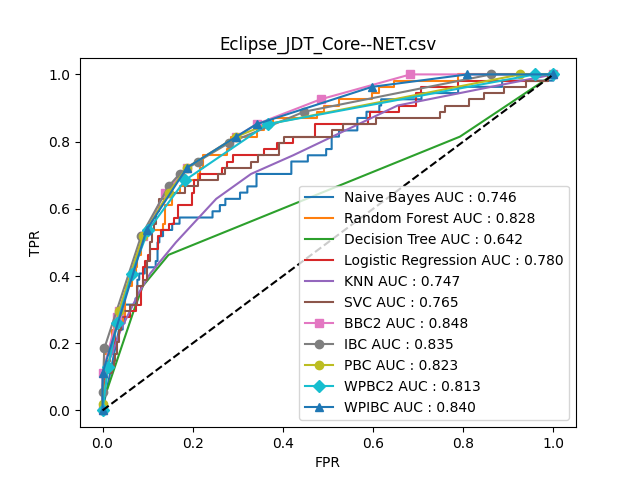 Eclipse_JDT_Core--NET.csv
1.0
0.8
0.6
0.4
0.2
0.0
TPR
Naive Bayes AUC : 0.746
Random Forest AUC : 0.828
Decision Tree AUC : 0.642
Logistic Regression AUC : 0.780
KNN AUC : 0.747
SVC AUC : 0.765
BBC2 AUC : 0.848
IBC AUC : 0.835
PBC AUC : 0.823
WPBC2 AUC : 0.813
WPIBC AUC : 0.840
0.0 0.2 0.4 0.6 0.8 1.0
FPR